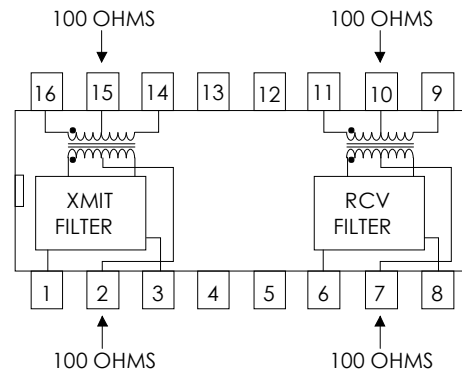 100 OHMS 100 OHMS
16 15 14 13 12 11 10 9
XMIT FILTER
RCV FILTER
1 2 3 4 5 6 7 8
100 OHMS 100 OHMS